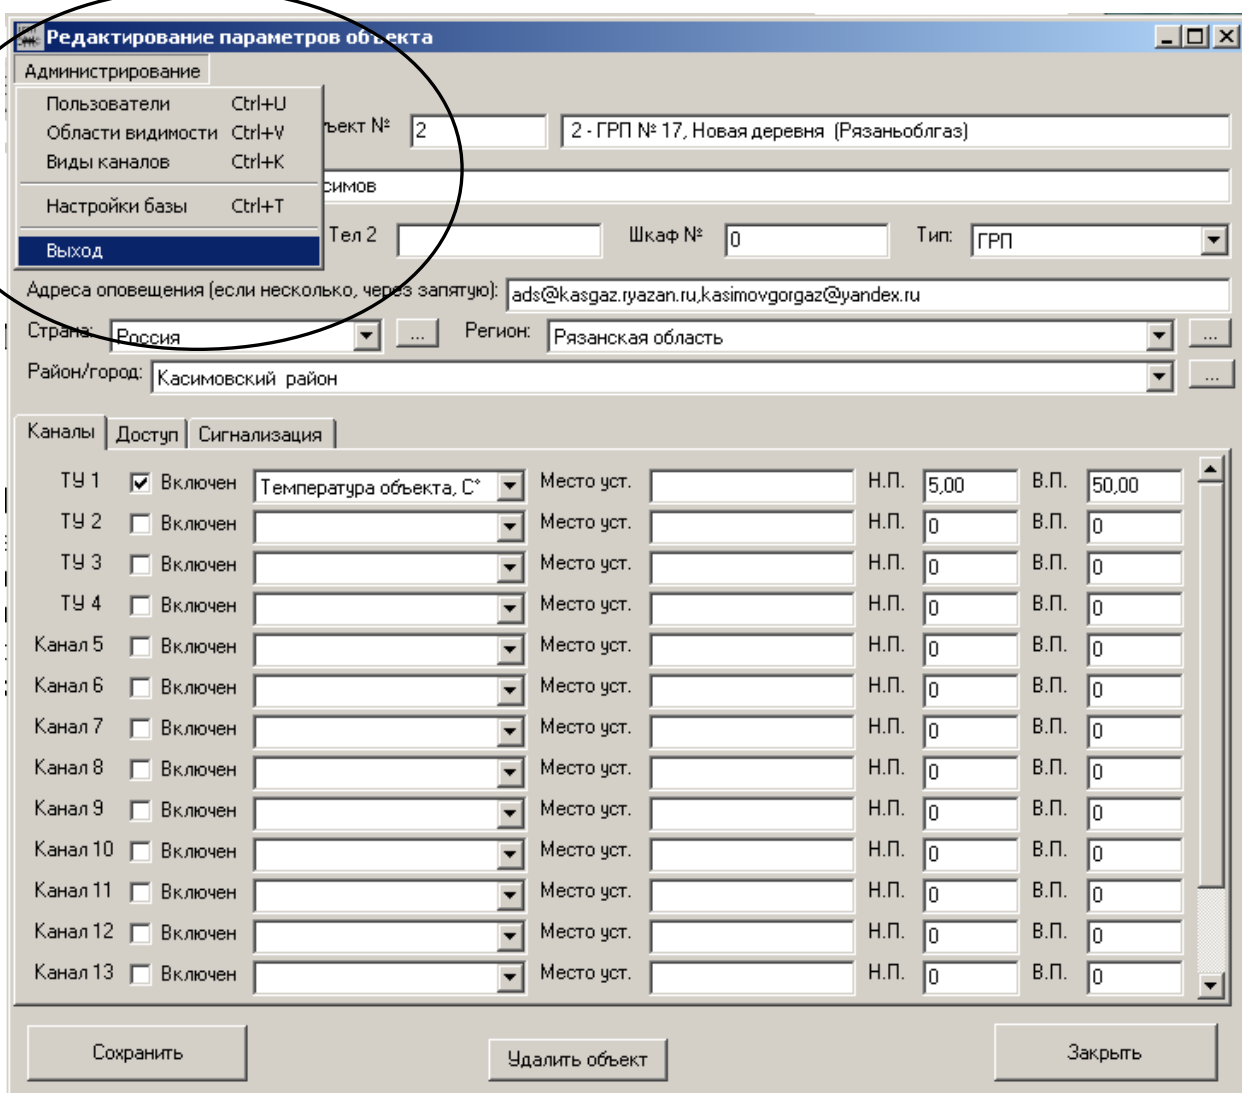 Редактирование параметров объекта
Администрирование
Пользователи Ctrl+U
Области видимости Ctrl+V
Виды каналов Ctrl+K
Настройки базы Ctrl+T
Выход
ъект № 2 2 - ГРП № 17, Новая деревня (Рязаньоблгаз)
симов
Тел 2 Шкаф № 0 Тип: ГРП
Адреса оповещения (если несколько, через запятую): ads@kasgaz.ryazan.ru,kasimovgorgaz@yandex.ru
Страна: Россия ... Регион: Рязанская область ...
Район/город: Касимовский район ...
Каналы Доступ Сигнализация
ТУ 1 Включен Температура объекта, С° Место уст. Н.П. 5,00 В.П. 50,00
ТУ 2 Включен Место уст. Н.П. 0 В.П. 0
ТУ 3 Включен Место уст. Н.П. 0 В.П. 0
ТУ 4 Включен Место уст. Н.П. 0 В.П. 0
Канал 5 Включен Место уст. Н.П. 0 В.П. 0
Канал 6 Включен Место уст. Н.П. 0 В.П. 0
Канал 7 Включен Место уст. Н.П. 0 В.П. 0
Канал 8 Включен Место уст. Н.П. 0 В.П. 0
Канал 9 Включен Место уст. Н.П. 0 В.П. 0
Канал 10 Включен Место уст. Н.П. 0 В.П. 0
Канал 11 Включен Место уст. Н.П. 0 В.П. 0
Канал 12 Включен Место уст. Н.П. 0 В.П. 0
Канал 13 Включен Место уст. Н.П. 0 В.П. 0
Сохранить Удалить объект Закрыть